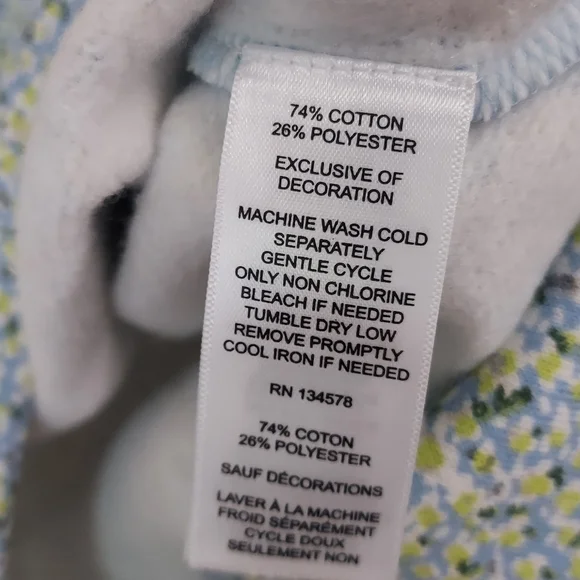 74% COTTON
26% POLYESTER
EXCLUSIVE OF
DECORATION
MACHINE WASH COLD
SEPARATELY
GENTLE CYCLE
ONLY NON CHLORINE
BLEACH IF NEEDED
TUMBLE DRY LOW
REMOVE PROMPTLY
COOL IRON IF NEEDED
RN 134578
74% COTON
26% POLYESTER
SAUF DÉCORATIONS
LAVER À LA MACHINE
FROID SÉPARÉMENT
CYCLE DOUX
SEULEMENT NON